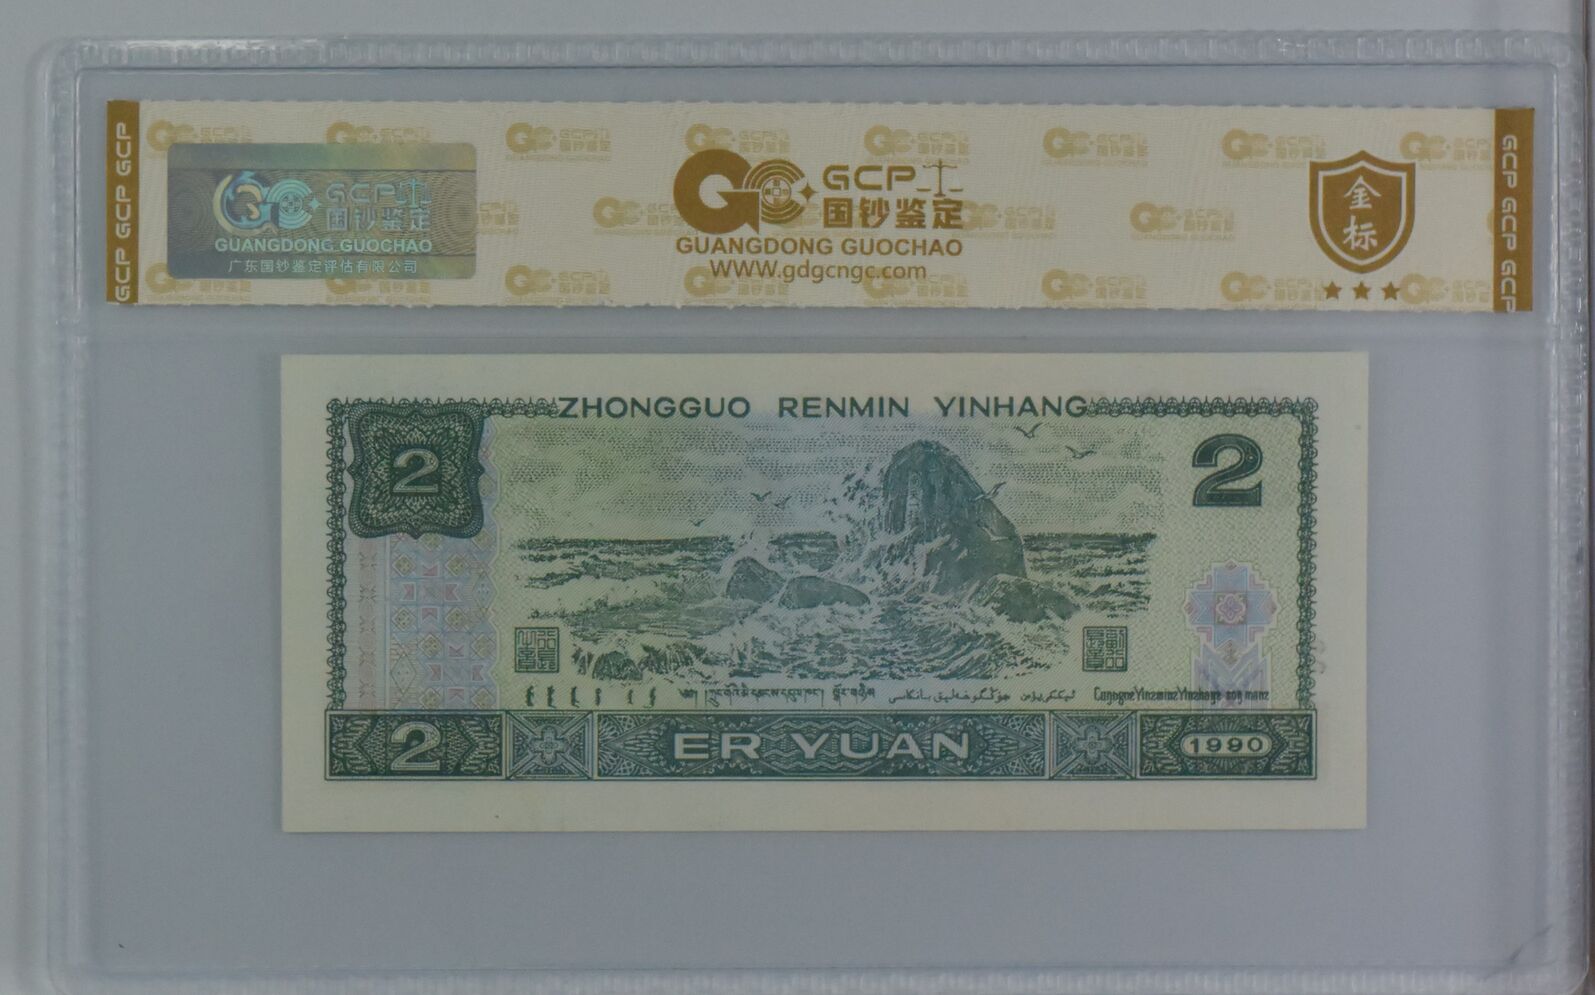 GCP GCP GCP
GCP
国钞鉴定
GUANGDONG GUOCHAO
广东国钞鉴定评估有限公司
GCP
国钞鉴定
GUANGDONG GUOCHAO
WWW.gdgcngc.com
金标
GCP GCP GCP
ZHONGGUO RENMIN YINHANG
2
2
2
ER YUAN
1990